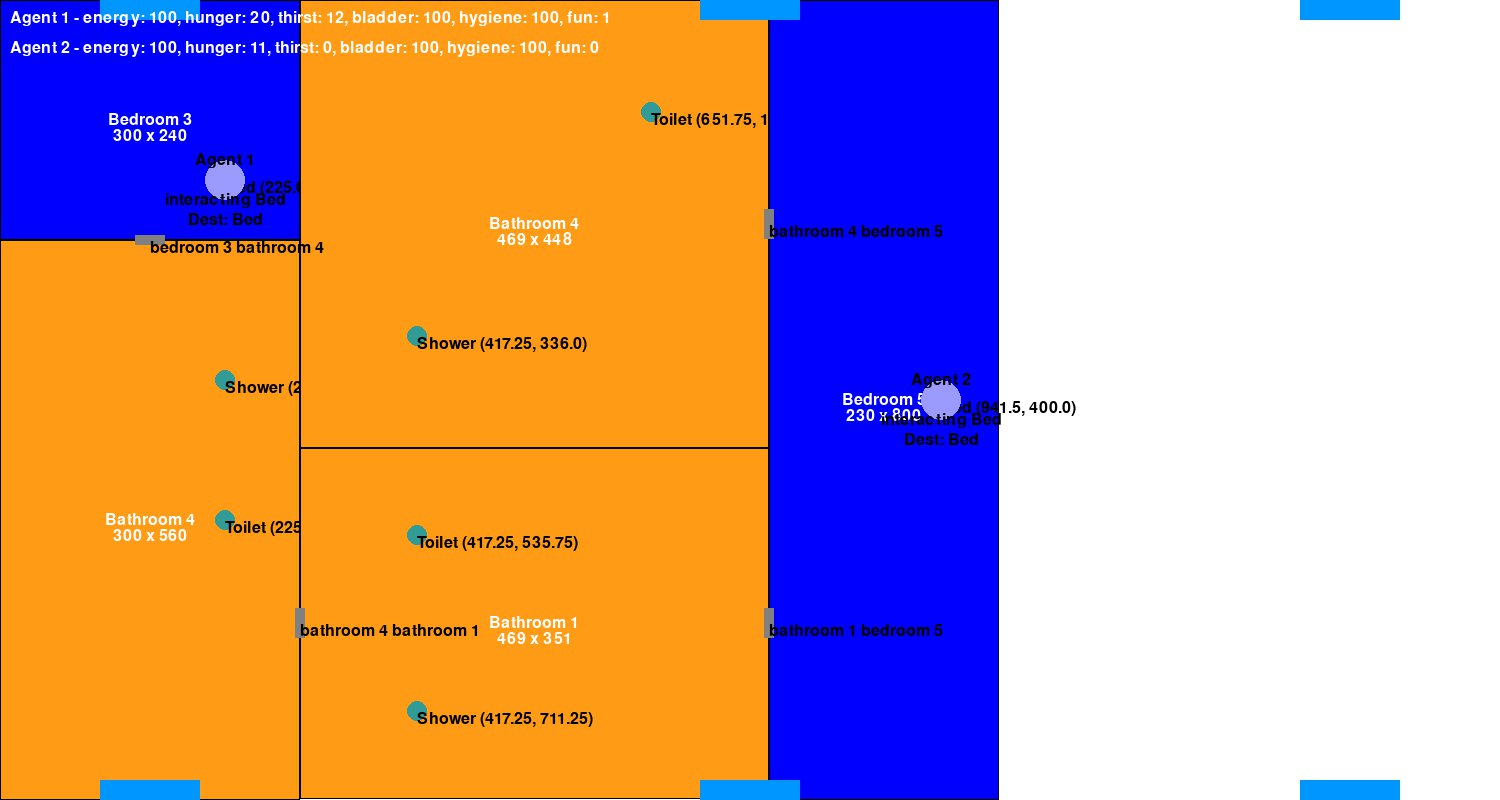 Agent 1 - energy: 100, hunger: 20, thirst: 12, bladder: 100, hygiene: 100, fun: 1
Agent 2 - energy: 100, hunger: 11, thirst: 0, bladder: 100, hygiene: 100, fun: 0
Bedroom 3
300 x 240
Toilet (651.75, 1
Agent 1
d (225.
interacting Bed
Dest: Bed
bedroom 3 bathroom 4
Bathroom 4
469 x 448
bathroom 4 bedroom 5
Shower (417.25, 336.0)
Shower (2
Agent 2
Bedroom 5
230 x 800
d (941.5, 400.0)
interacting Bed
Dest: Bed
Bathroom 4
300 x 560
Toilet (225
Toilet (417.25, 535.75)
bathroom 4 bathroom 1
Bathroom 1
469 x 351
bathroom 1 bedroom 5
Shower (417.25, 711.25)